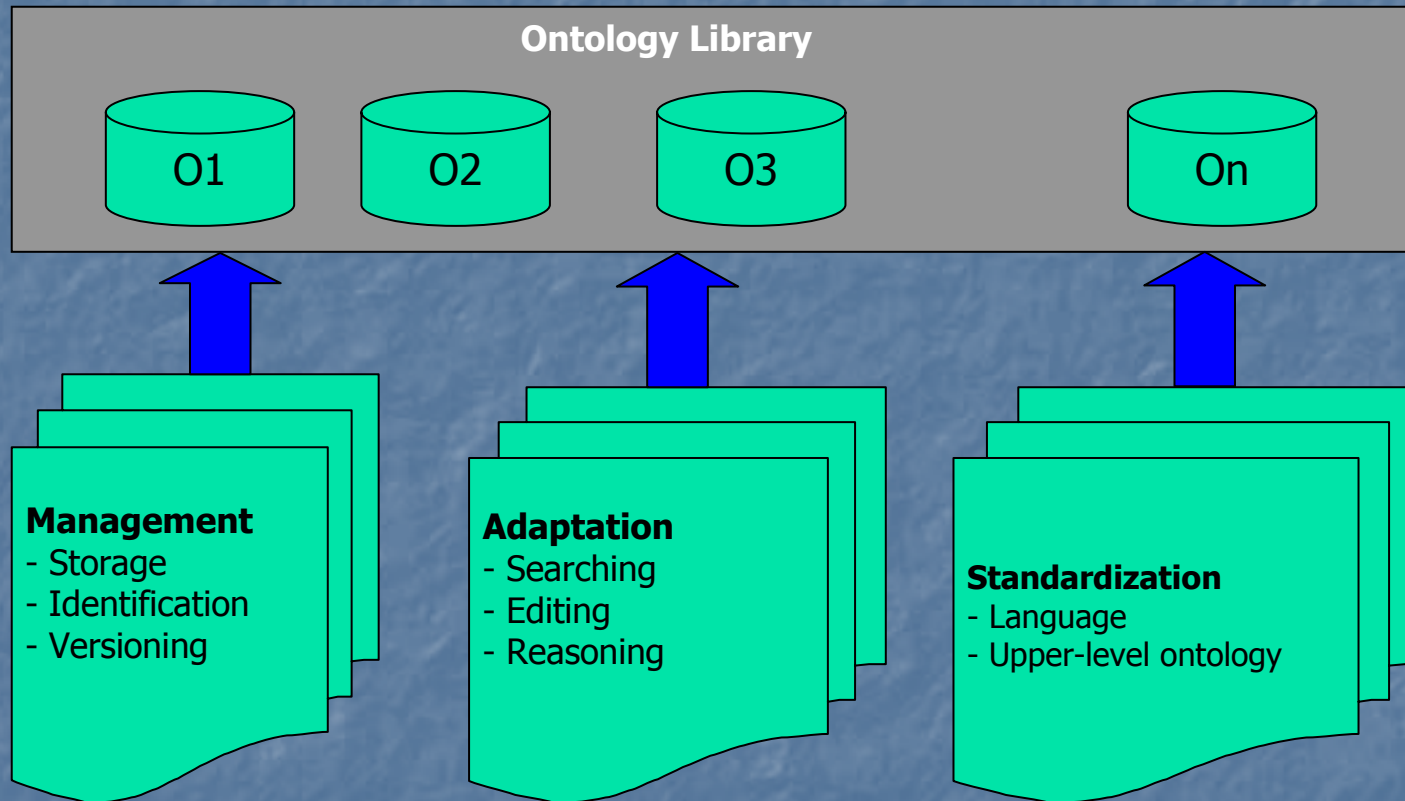 Ontology Library
O1
O2
O3
On
Management
- Storage
- Identification
- Versioning
Adaptation
- Searching
- Editing
- Reasoning
Standardization
- Language
- Upper-level ontology